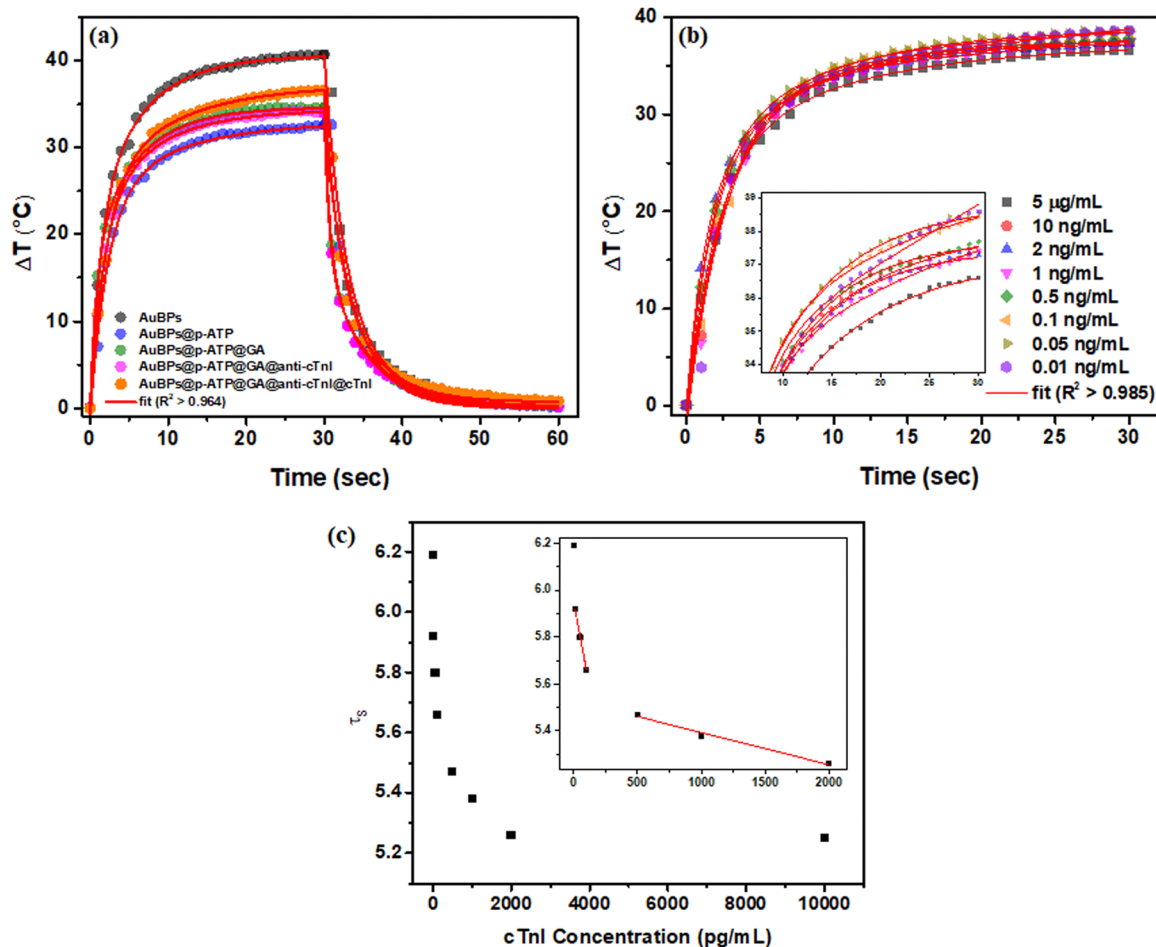 (a)
40
30
20
10
0
ΔT (°C)
AuBPs
AuBPs@p-ATP
AuBPs@p-ATP@GA
AuBPs@p-ATP@GA@anti-cTnI
AuBPs@p-ATP@GA@anti-cTnI@cTnI
fit (R² > 0.964)
0 10 20 30 40 50 60
Time (sec)
(b)
40
30
20
10
0
ΔT (°C)
39
38
37
36
35
34
10 15 20 25 30
5 μg/mL
10 ng/mL
2 ng/mL
1 ng/mL
0.5 ng/mL
0.1 ng/mL
0.05 ng/mL
0.01 ng/mL
fit (R² > 0.985)
0 5 10 15 20 25 30
Time (sec)
(c)
6.2
6.0
5.8
5.6
5.4
5.2
τs
6.2
6.0
5.8
5.6
5.4
0 500 1000 1500 2000
0 2000 4000 6000 8000 10000
cTnI Concentration (pg/mL)